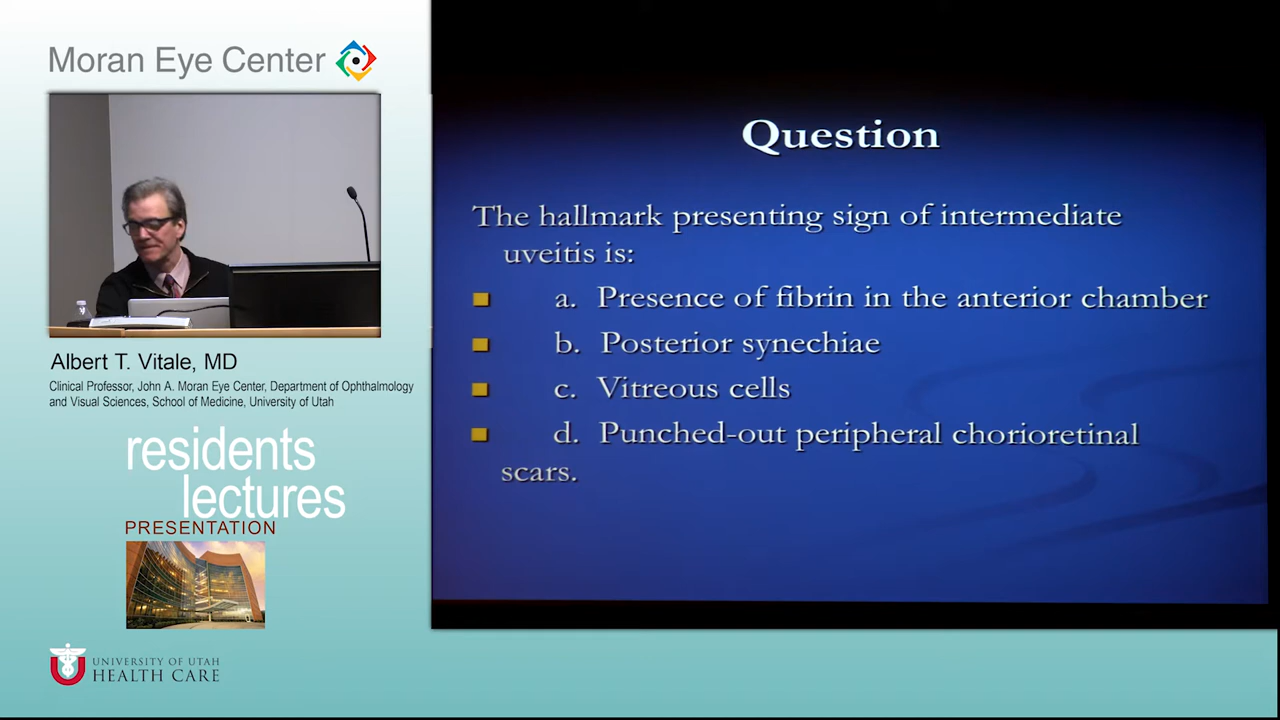 Moran Eye Center
Albert T. Vitale, MD
Clinical Professor, John A. Moran Eye Center, Department of Ophthalmology
and Visual Sciences, School of Medicine, University of Utah
residents
lectures
PRESENTATION
UNIVERSITY OF UTAH
HEALTH CARE
Question
The hallmark presenting sign of intermediate
uveitis is:
a. Presence of fibrin in the anterior chamber
b. Posterior synechiae
c. Vitreous cells
d. Punched-out peripheral chorioretinal
scars.